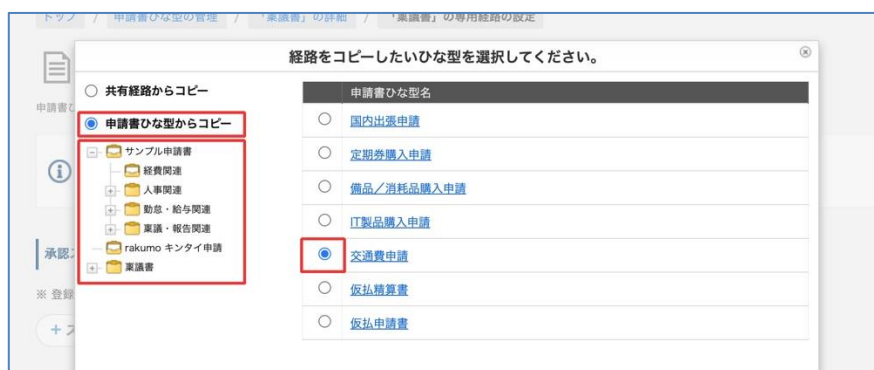 トップ / 申請書ひな型の管理 / 「稟議書」の詳細 / 「稟議書」の専用経路の設定
経路をコピーしたいひな型を選択してください。
共有経路からコピー
申請書ひな型からコピー
サンプル申請書
経費関連
人事関連
勤怠・給与関連
稟議・報告関連
rakumo キンタイ申請
稟議書
申請書ひな型名
国内出張申請
定期券購入申請
備品／消耗品購入申請
IT製品購入申請
交通費申請
仮払精算書
仮払申請書
申請書
承認
※ 登録
+ ス